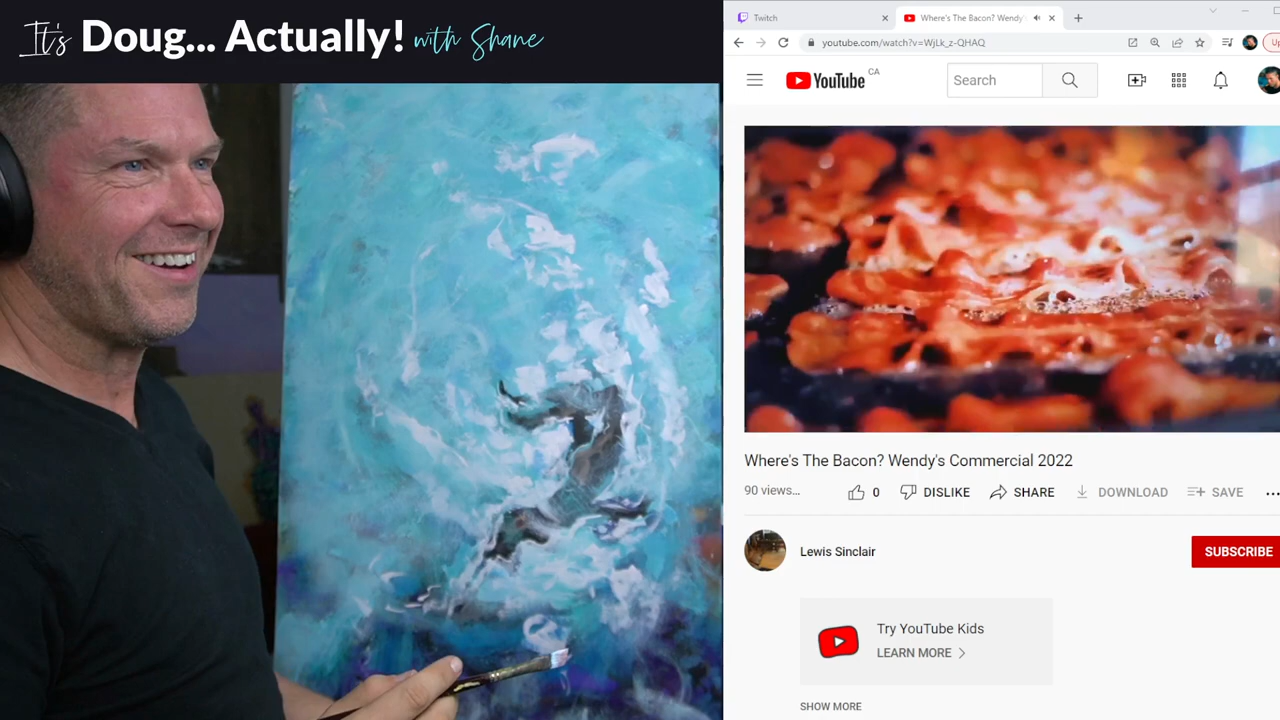 It's Doug... Actually! with Shane
Twitch
Where's The Bacon? Wendy'
youtube.com/watch?v=WjLk_z-QHAQ
Up
YouTube CA
Search
Where's The Bacon? Wendy's Commercial 2022
90 views...
0
DISLIKE
SHARE
DOWNLOAD
SAVE
...
Lewis Sinclair
SUBSCRIBE
Try YouTube Kids
LEARN MORE
SHOW MORE